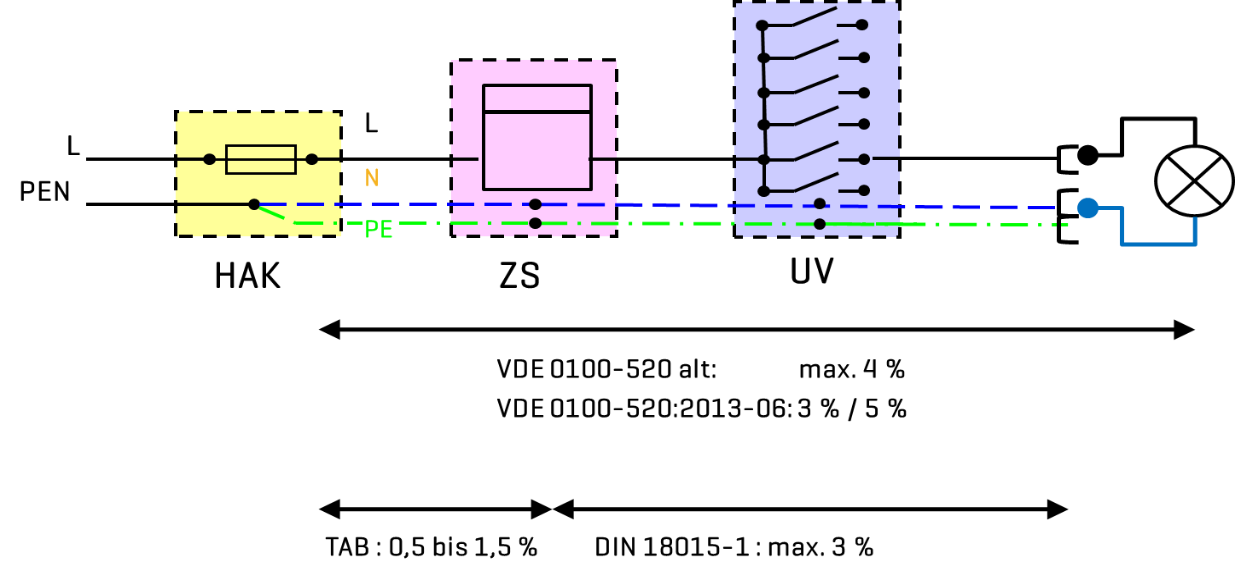 L
PEN
L
N
PE
HAK
ZS
UV
VDE 0100-520 alt: max. 4 %
VDE 0100-520:2013-06: 3 % / 5 %
TAB : 0,5 bis 1,5 % DIN 18015-1 : max. 3 %